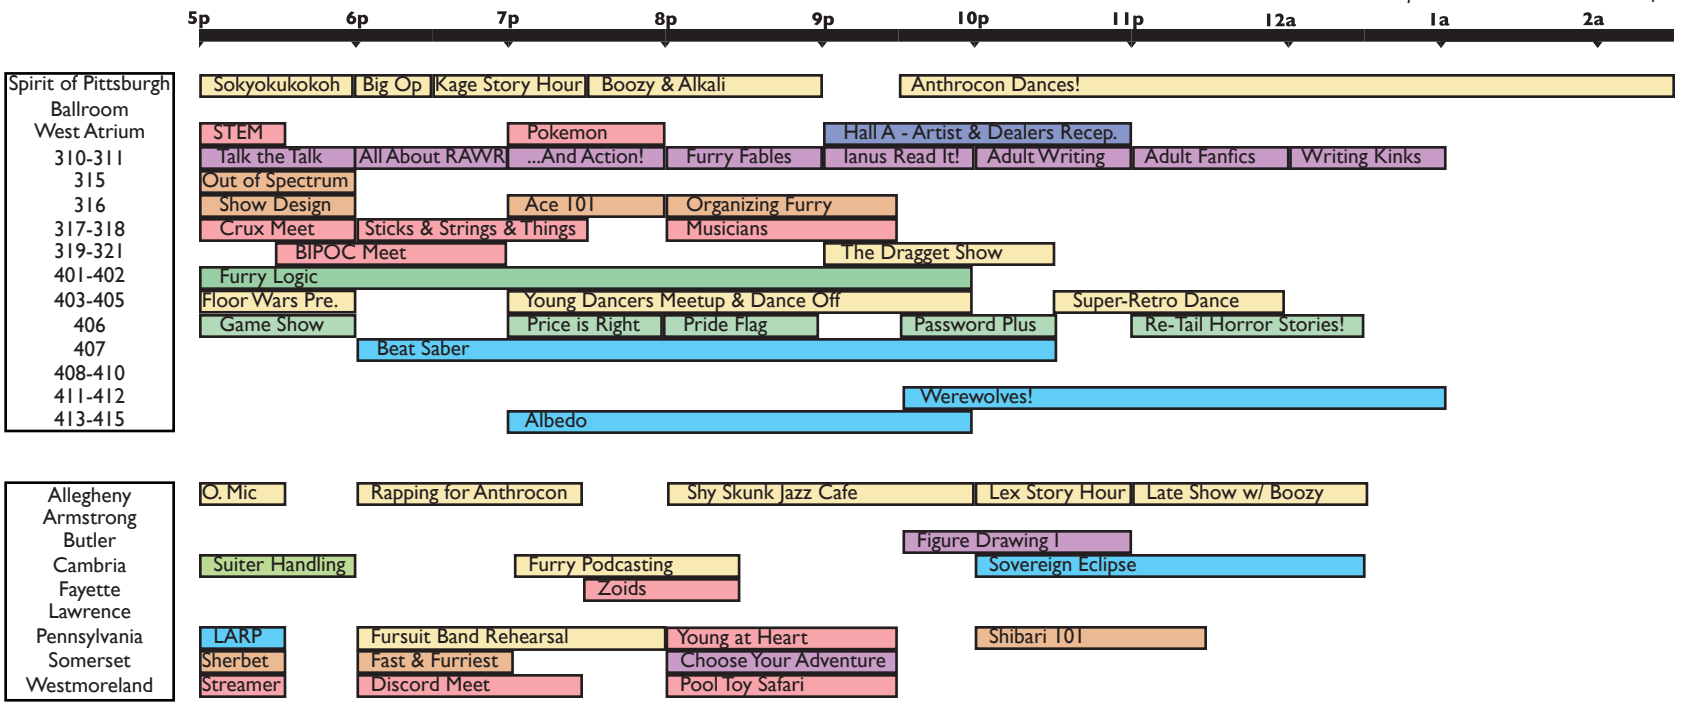 5p 6p 7p 8p 9p 10p 11p 12a 1a 2a
Spirit of Pittsburgh Sokyokukokoh Big Op Kage Story Hour Boozy & Alkali Anthrocon Dances!
Ballroom
West Atrium STEM Pokemon Hall A - Artist & Dealers Recep.
310-311 Talk the Talk All About RAWR ...And Action! Furry Fables Ianus Read It! Adult Writing Adult Fanfics Writing Kinks
315 Out of Spectrum
316 Show Design Ace 101 Organizing Furry
317-318 Crux Meet Sticks & Strings & Things Musicians
319-321 BIPOC Meet The Dragget Show
401-402 Furry Logic
403-405 Floor Wars Pre. Young Dancers Meetup & Dance Off Super-Retro Dance
406 Game Show Price is Right Pride Flag Password Plus Re-Tail Horror Stories!
407 Beat Saber
408-410
411-412 Werewolves!
413-415 Albedo
Allegheny O. Mic Rapping for Anthrocon Shy Skunk Jazz Cafe Lex Story Hour Late Show w/ Boozy
Armstrong
Butler Figure Drawing I
Cambria Suiter Handling Furry Podcasting Sovereign Eclipse
Fayette Zoids
Lawrence
Pennsylvania LARP Fursuit Band Rehearsal Young at Heart Shibari 101
Somerset Sherbet Fast & Furriest Choose Your Adventure
Westmoreland Streamer Discord Meet Pool Toy Safari